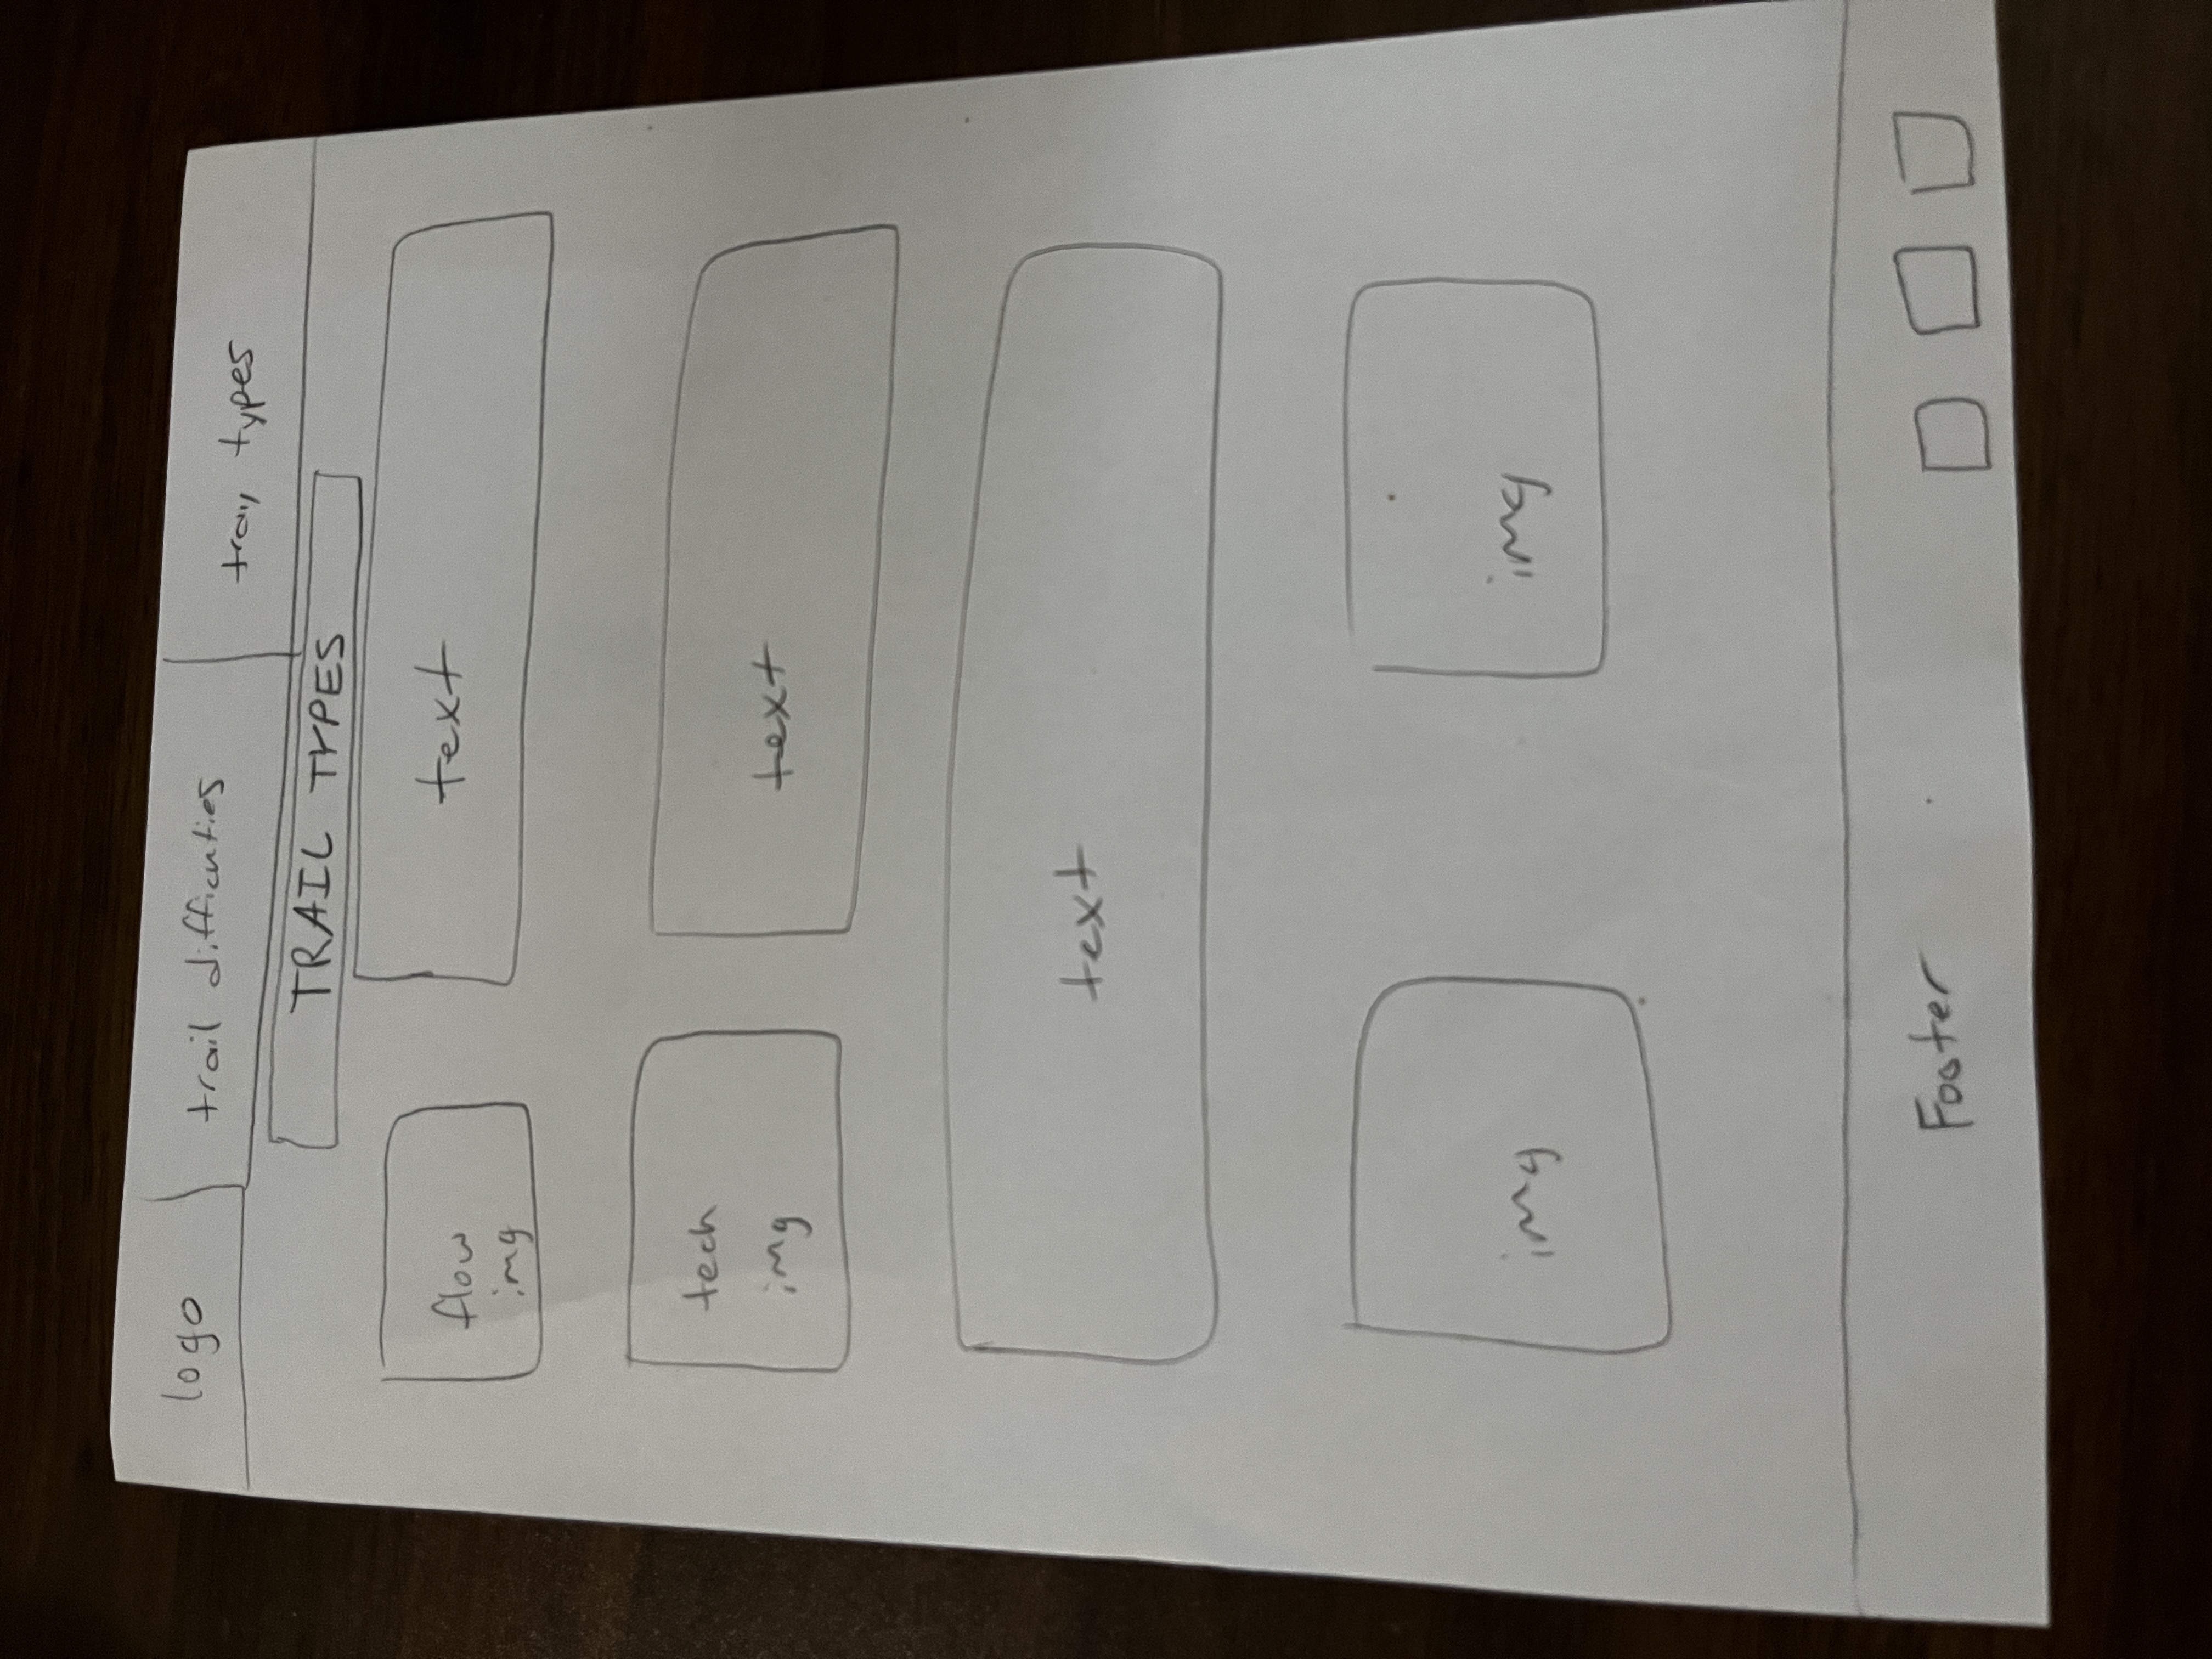 logo
trail difficulties
trail types
TRAIL TYPES
flow
img
text
tech
img
text
text
img
img
Footer